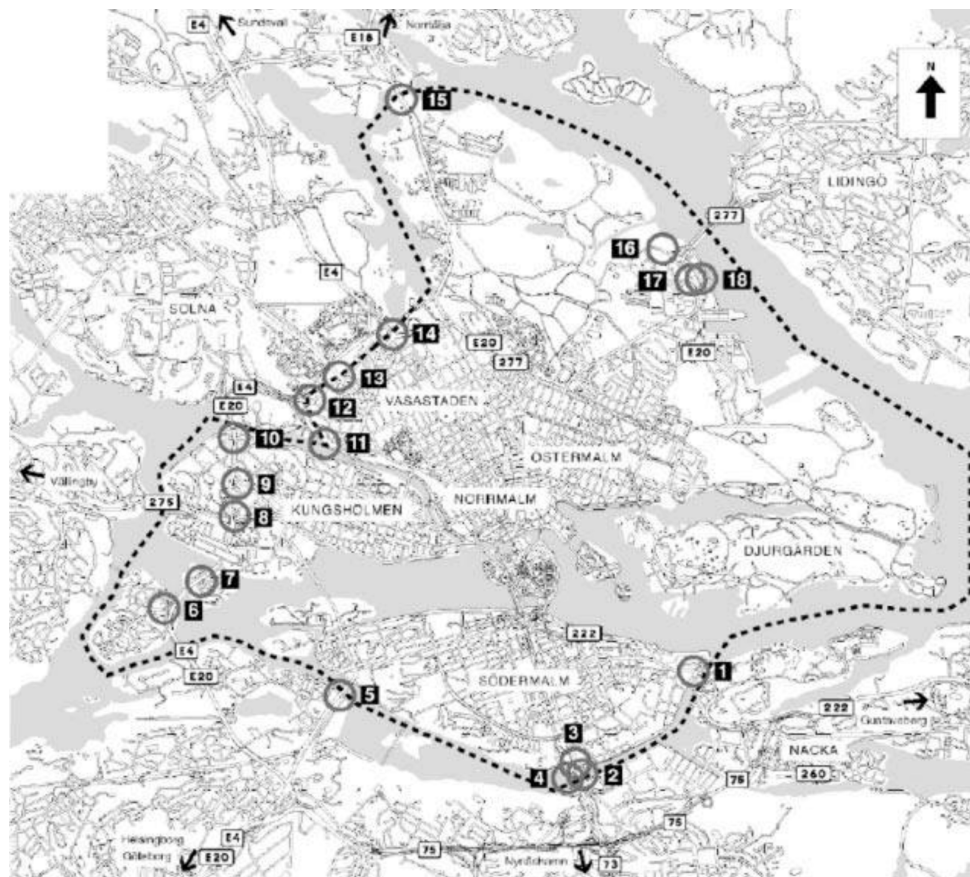 E4
Sundsvall
Norrtälje
E18
N
15
LIDINGÖ
277
16
17
18
E4
SOLNA
14
E20
277
E20
13
E4
12
VASASTADEN
E20
10
11
ÖSTERMALM
Vällingby
9
NORRMALM
275
KUNGSHOLMEN
8
DJURGÅRDEN
7
6
222
E4
E20
1
SÖDERMALM
5
222
Gustavsberg
3
NACKA
4
2
75
260
75
Helsingborg
E4
Göteborg
E20
75
Nynäshamn
73